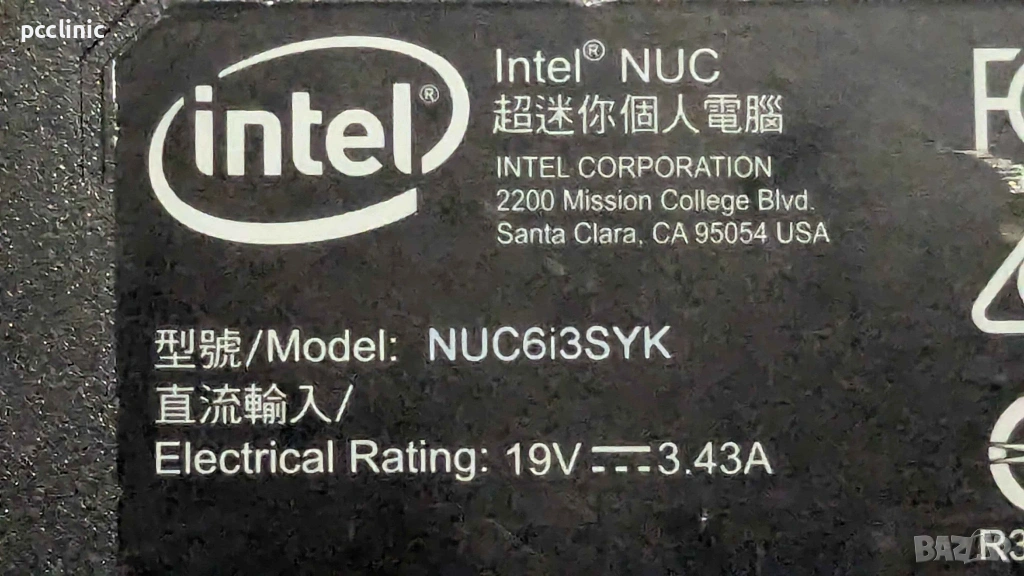 pcclinic
intel®
Intel® NUC
超迷你個人電腦
INTEL CORPORATION
2200 Mission College Blvd.
Santa Clara, CA 95054 USA
型號/Model: NUC6i3SYK
直流輸入/
Electrical Rating: 19V⎓3.43A
R3